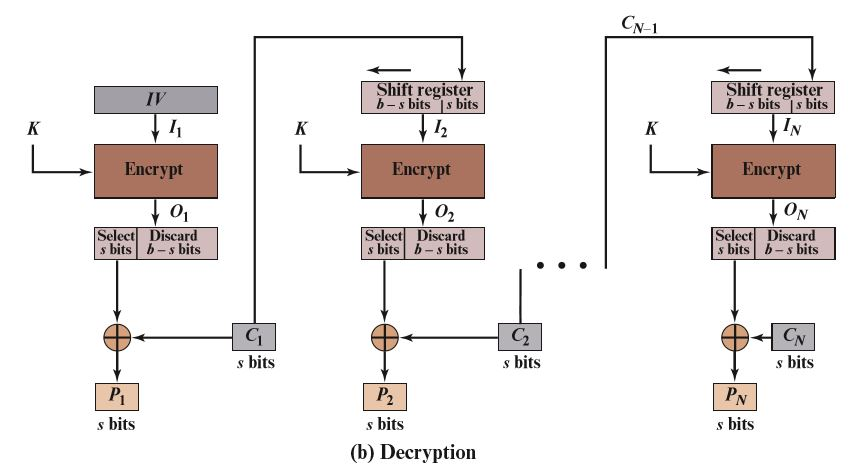 C_{N–1}
IV
Shift register
b – s bits | s bits
Shift register
b – s bits | s bits
K
I_1
K
I_2
K
I_N
Encrypt
Encrypt
Encrypt
O_1
O_2
O_N
Select Discard
s bits b – s bits
Select Discard
s bits b – s bits
Select Discard
s bits b – s bits
• • •
C_1
C_2
C_N
s bits
s bits
s bits
P_1
P_2
P_N
s bits
s bits
s bits
(b) Decryption